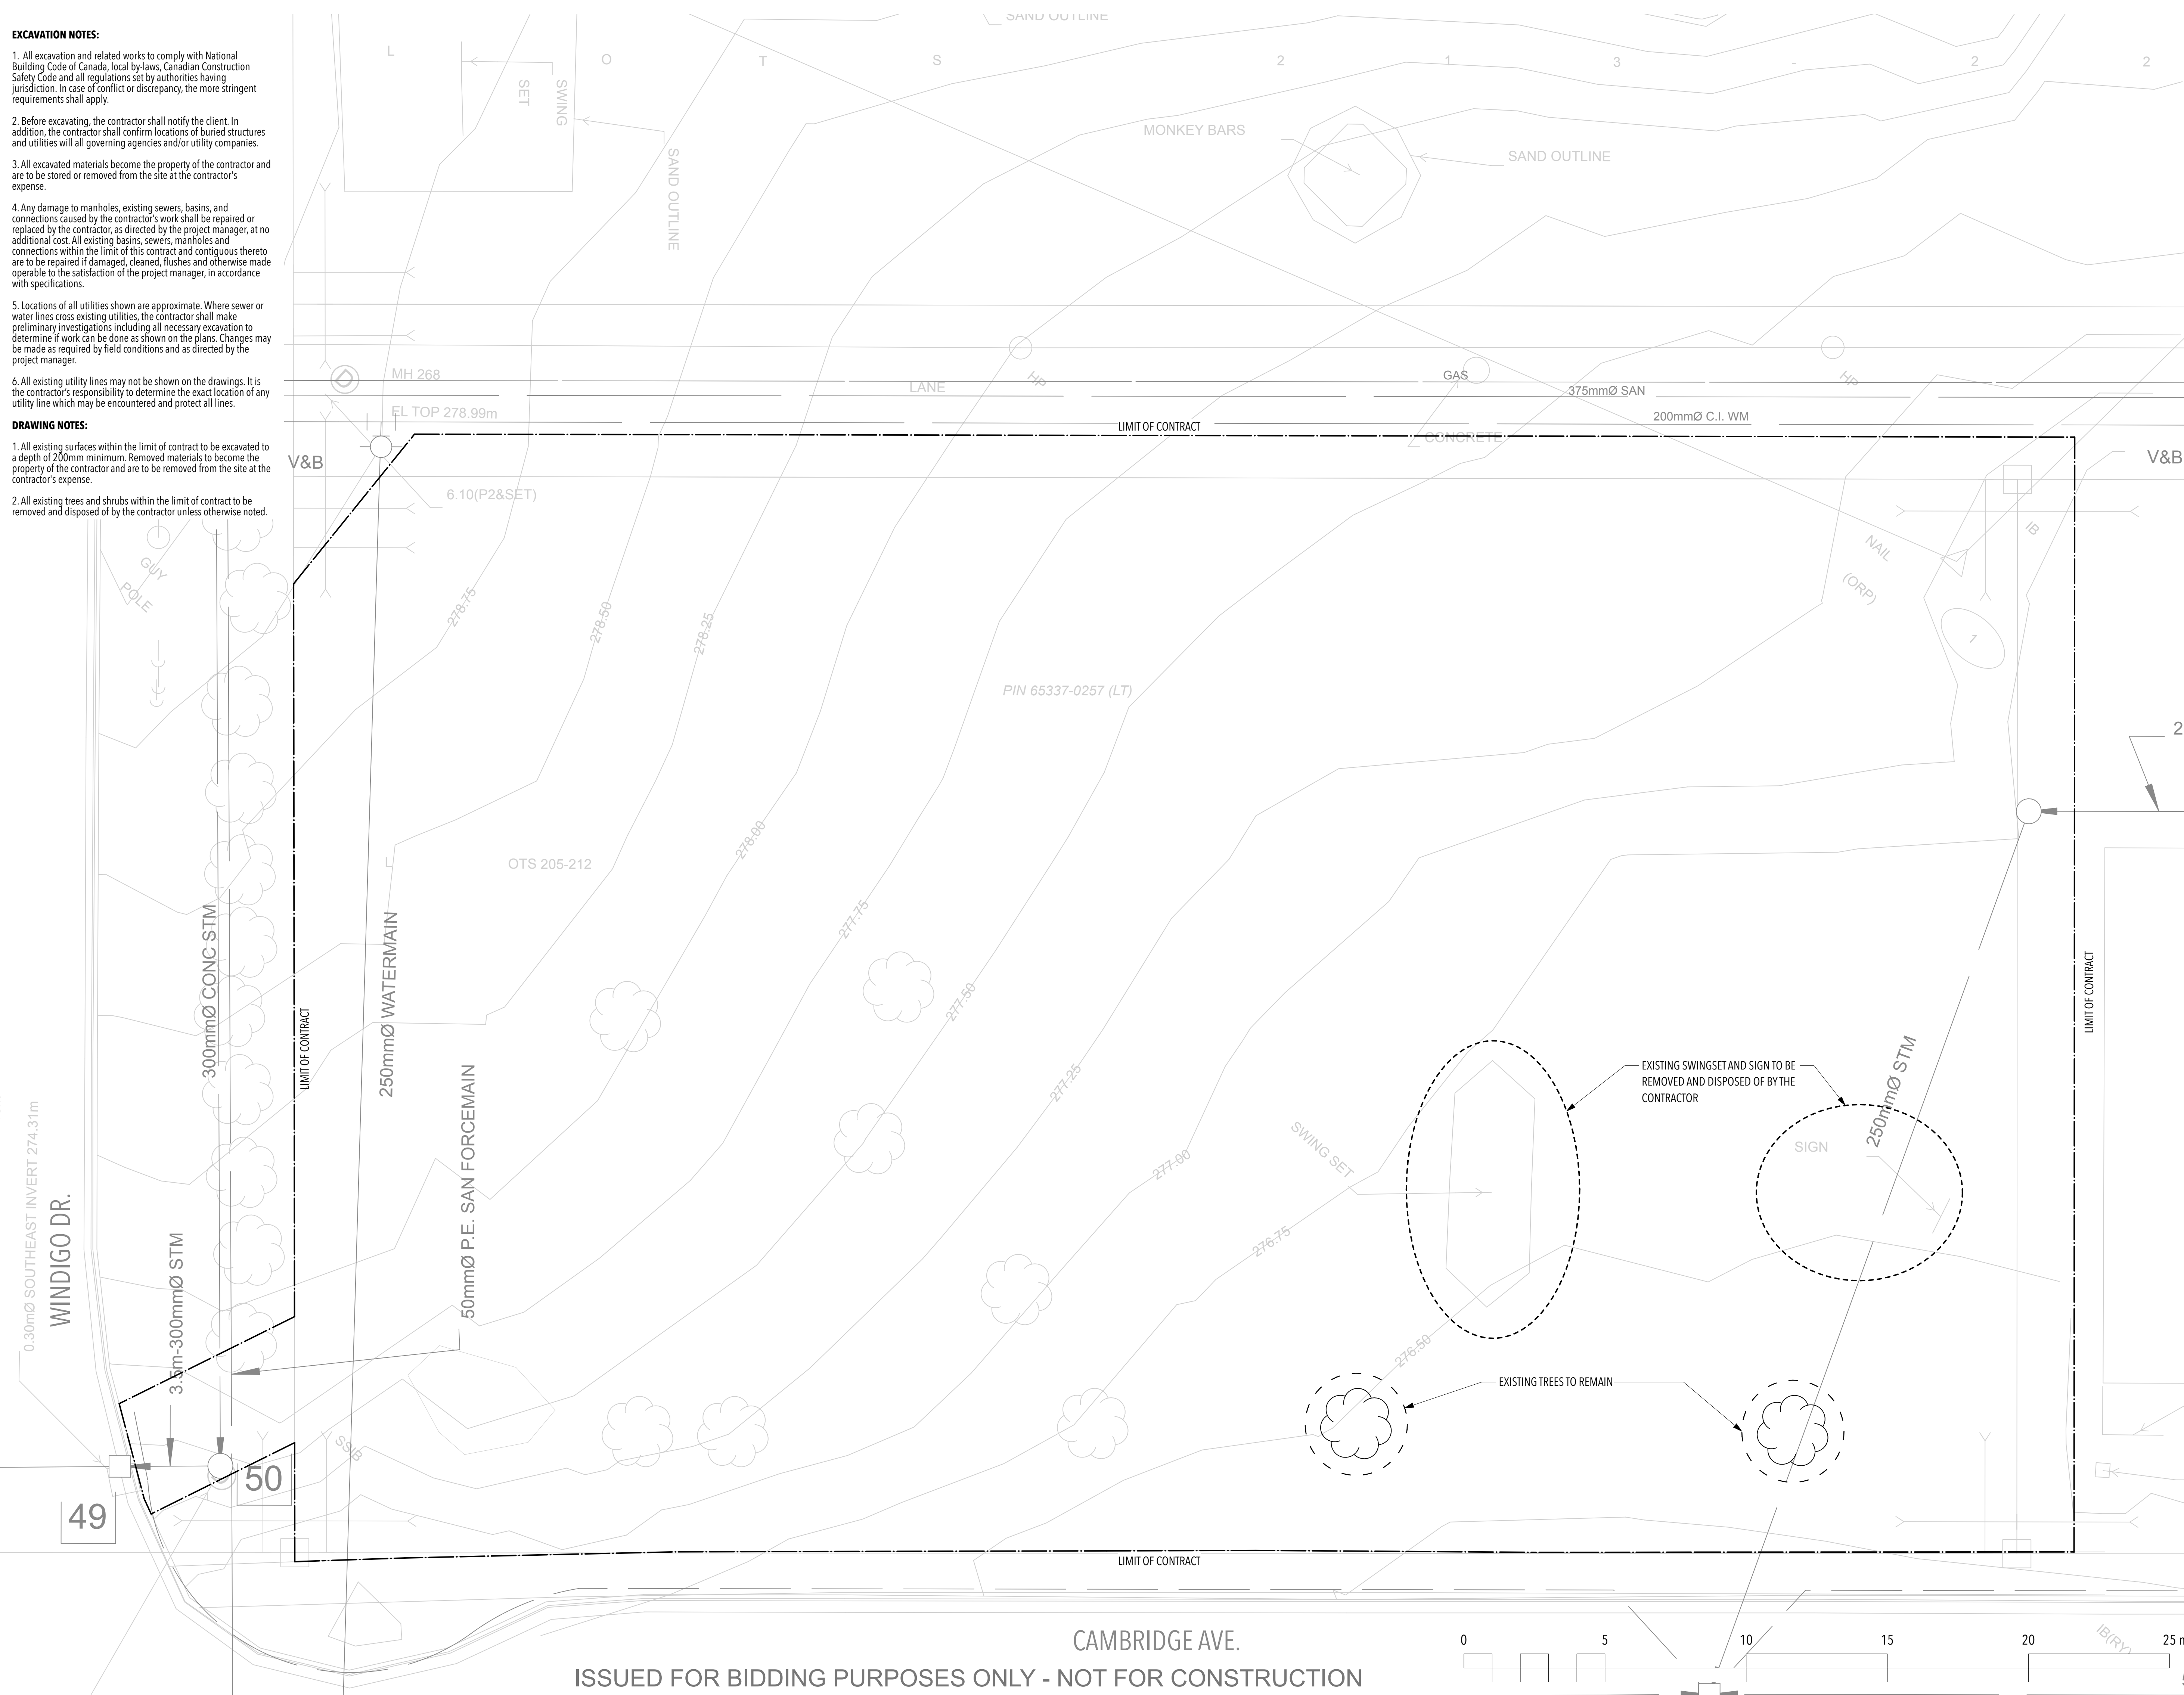 EXCAVATION NOTES:
1. All excavation and related works to comply with National
Building Code of Canada, local by-laws, Canadian Construction
Safety Code and all regulations set by authorities having
jurisdiction. In case of conflict or discrepancy, the more stringent
requirements shall apply.
2. Before excavating, the contractor shall notify the client. In
addition, the contractor shall confirm locations of buried structures
and utilities will all governing agencies and/or utility companies.
3. All excavated materials become the property of the contractor and
are to be stored or removed from the site at the contractor's
expense.
4. Any damage to manholes, existing sewers, basins, and
connections caused by the contractor's work shall be repaired or
replaced by the contractor, as directed by the project manager, at no
additional cost. All existing basins, sewers, manholes and
connections within the limit of this contract and contiguous thereto
are to be repaired if damaged, cleaned, flushes and otherwise made
operable to the satisfaction of the project manager, in accordance
with specifications.
5. Locations of all utilities shown are approximate. Where sewer or
water lines cross existing utilities, the contractor shall make
preliminary investigations including all necessary excavation to
determine if work can be done as shown on the plans. Changes may
be made as required by field conditions and as directed by the
project manager.
6. All existing utility lines may not be shown on the drawings. It is
the contractor's responsibility to determine the exact location of any
utility line which may be encountered and protect all lines.
DRAWING NOTES:
1. All existing surfaces within the limit of contract to be excavated to
a depth of 200mm minimum. Removed materials to become the
property of the contractor and are to be removed from the site at the
contractor's expense.
2. All existing trees and shrubs within the limit of contract to be
removed and disposed of by the contractor unless otherwise noted.
SAND OUTLINE
L O T S 2 1 3 - 2 2
SWING
SET
SAND OUTLINE
MONKEY BARS
SAND OUTLINE
D
MH 268
EL TOP 278.99m
LANE
HP
GAS
375mmØ SAN
200mmØ C.I. WM
HP
LIMIT OF CONTRACT
CONCRETE
V&B
V&B
6.10(P2&SET)
GUY
POLE
NAIL
(ORP)
IB
1
278.75
278.50
278.25
PIN 65337-0257 (LT)
2
278.00
L OTS 205-212
277.75
277.50
277.25
277.00
276.75
276.50
300mmØ CONC STM
LIMIT OF CONTRACT
250mmØ WATERMAIN
50mmØ P.E. SAN FORCEMAIN
LIMIT OF CONTRACT
250mmØ STM
EXISTING SWINGSET AND SIGN TO BE
REMOVED AND DISPOSED OF BY THE
CONTRACTOR
SWING SET
SIGN
0.30mØ SOUTHEAST INVERT 274.31m
WINDIGO DR.
3.5m-300mmØ STM
EXISTING TREES TO REMAIN
SSIB
50
49
LIMIT OF CONTRACT
CAMBRIDGE AVE.
ISSUED FOR BIDDING PURPOSES ONLY - NOT FOR CONSTRUCTION
0 5 10 15 20 25 m
IB(RY)